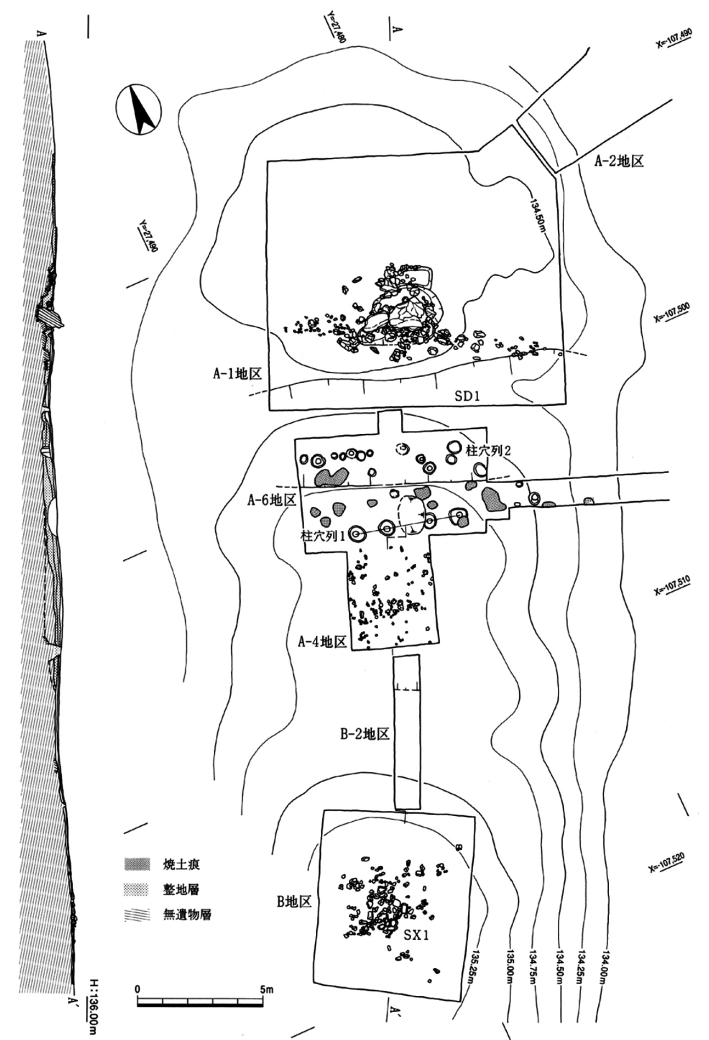 A
A
Y=-27,480
X=-107,490
A-2地区
134.50m
Y=-27,490
X=-107,500
A-1地区
SD1
柱穴列2
A-6地区
柱穴列1
X=-107,510
A-4地区
B-2地区
焼土痕
整地層
無遺物層
X=-107,520
B地区
SX1
135.25m
135.00m
134.75m
134.50m
134.25m
134.00m
0
5m
H:136.00m
A'
A'